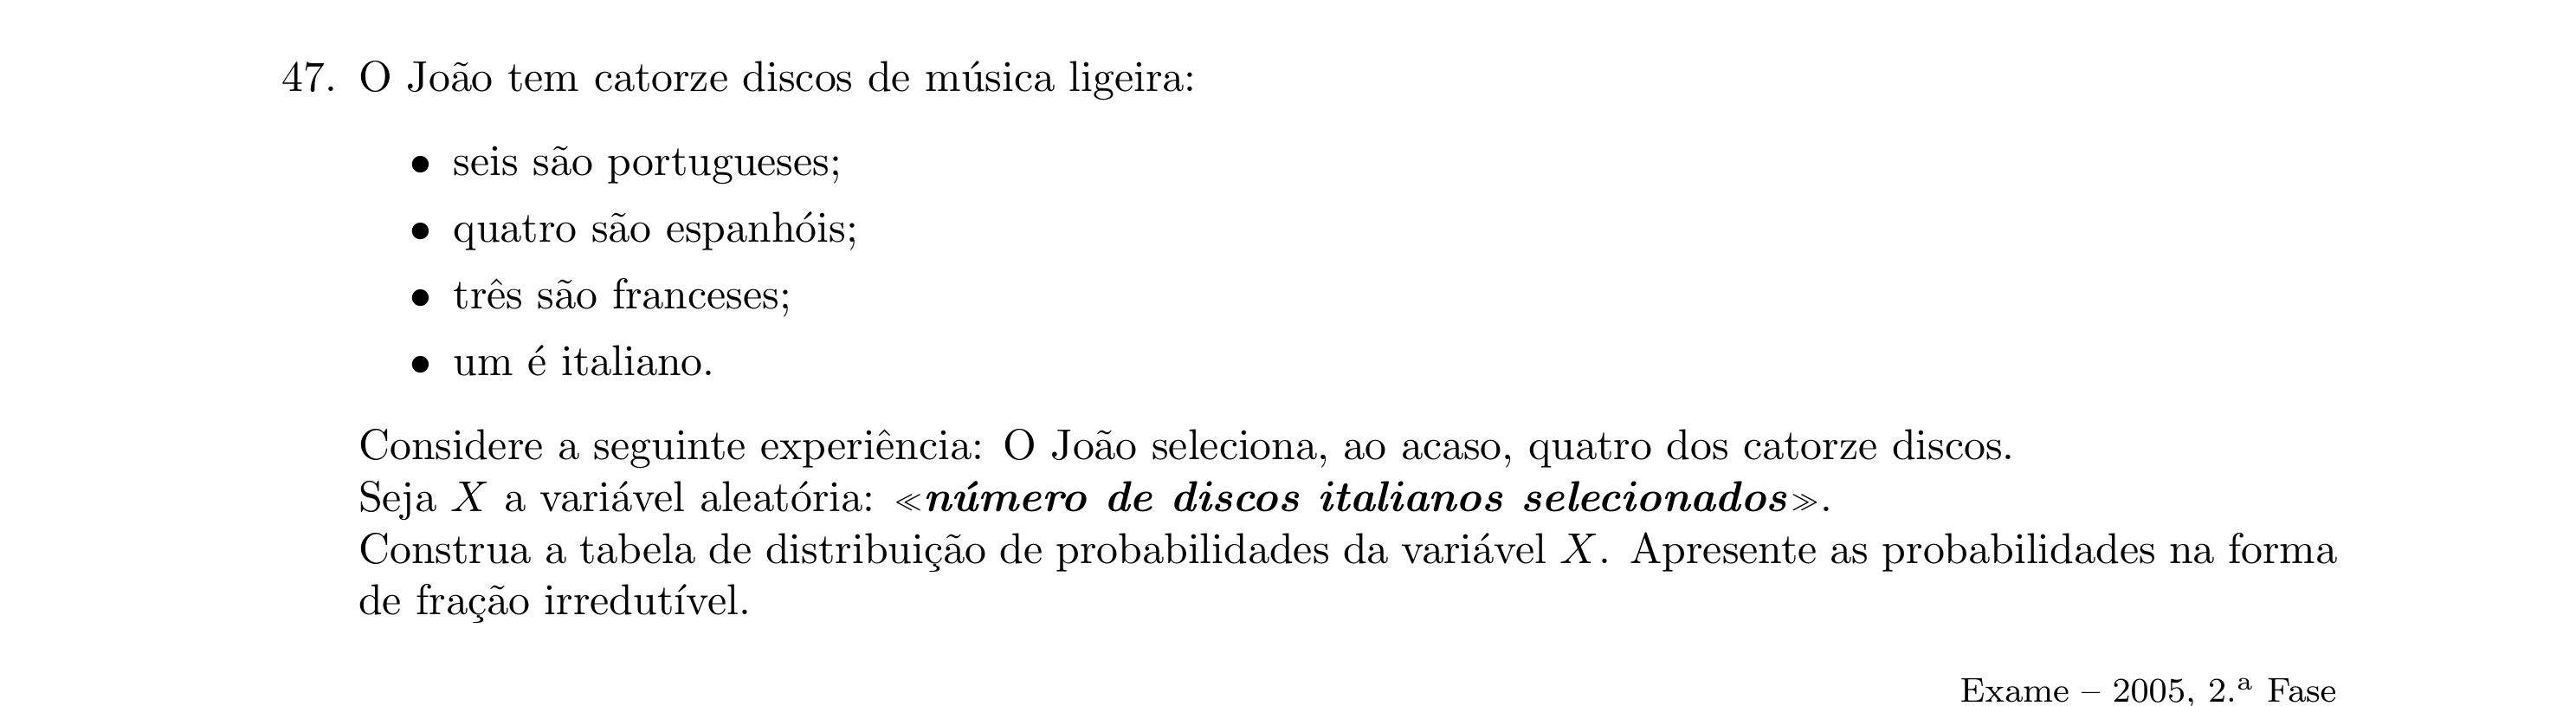 47. O João tem catorze discos de música ligeira:
• seis são portugueses;
• quatro são espanhóis;
• três são franceses;
• um é italiano.
Considere a seguinte experiência: O João seleciona, ao acaso, quatro dos catorze discos.
Seja X a variável aleatória: ≪número de discos italianos selecionados≫.
Construa a tabela de distribuição de probabilidades da variável X. Apresente as probabilidades na forma
de fração irredutível.
Exame – 2005, 2.ª Fase